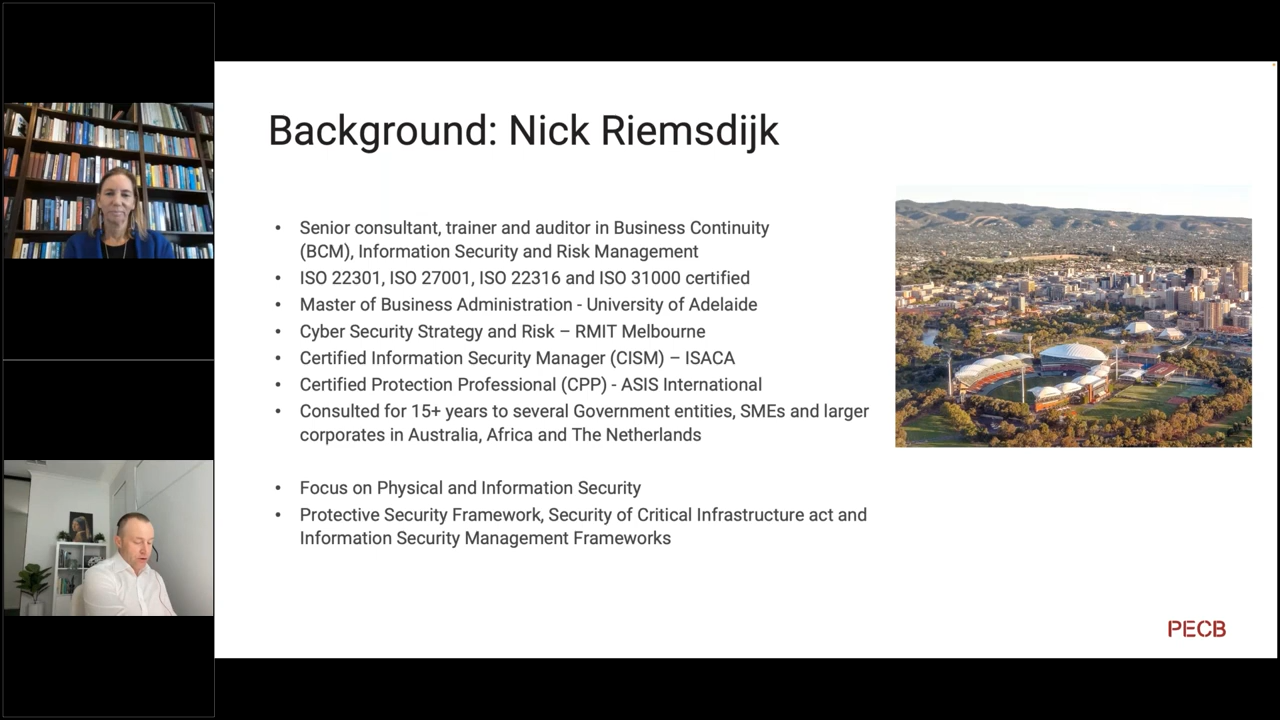 Background: Nick Riemsdijk
• Senior consultant, trainer and auditor in Business Continuity
(BCM), Information Security and Risk Management
• ISO 22301, ISO 27001, ISO 22316 and ISO 31000 certified
• Master of Business Administration - University of Adelaide
• Cyber Security Strategy and Risk – RMIT Melbourne
• Certified Information Security Manager (CISM) – ISACA
• Certified Protection Professional (CPP) - ASIS International
• Consulted for 15+ years to several Government entities, SMEs and larger
corporates in Australia, Africa and The Netherlands
• Focus on Physical and Information Security
• Protective Security Framework, Security of Critical Infrastructure act and
Information Security Management Frameworks
PECB